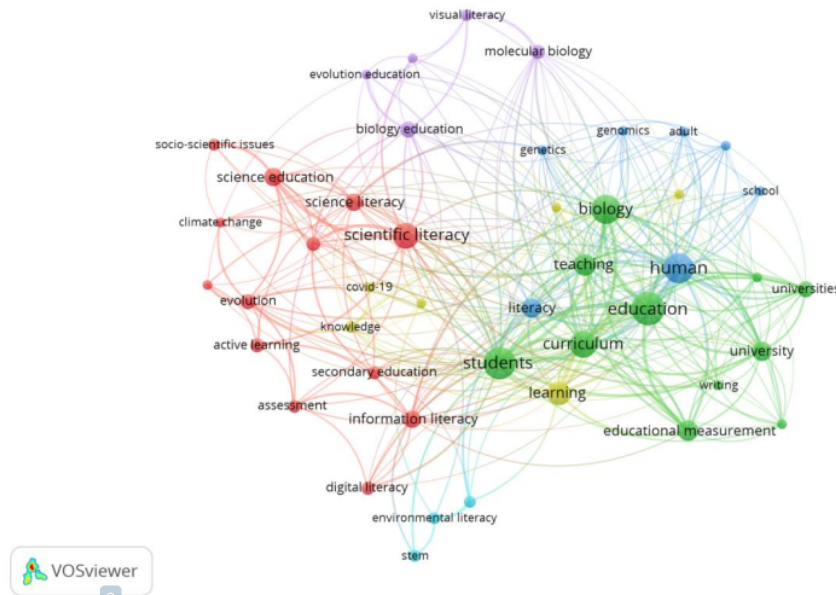 visual literacy
molecular biology
evolution education
biology education
genomics
adult
socio-scientific issues
genetics
science education
school
science literacy
biology
climate change
scientific literacy
teaching
human
covid-19
universities
evolution
literacy
education
knowledge
active learning
curriculum
university
students
secondary education
writing
learning
assessment
information literacy
educational measurement
digital literacy
environmental literacy
stem
VOSviewer